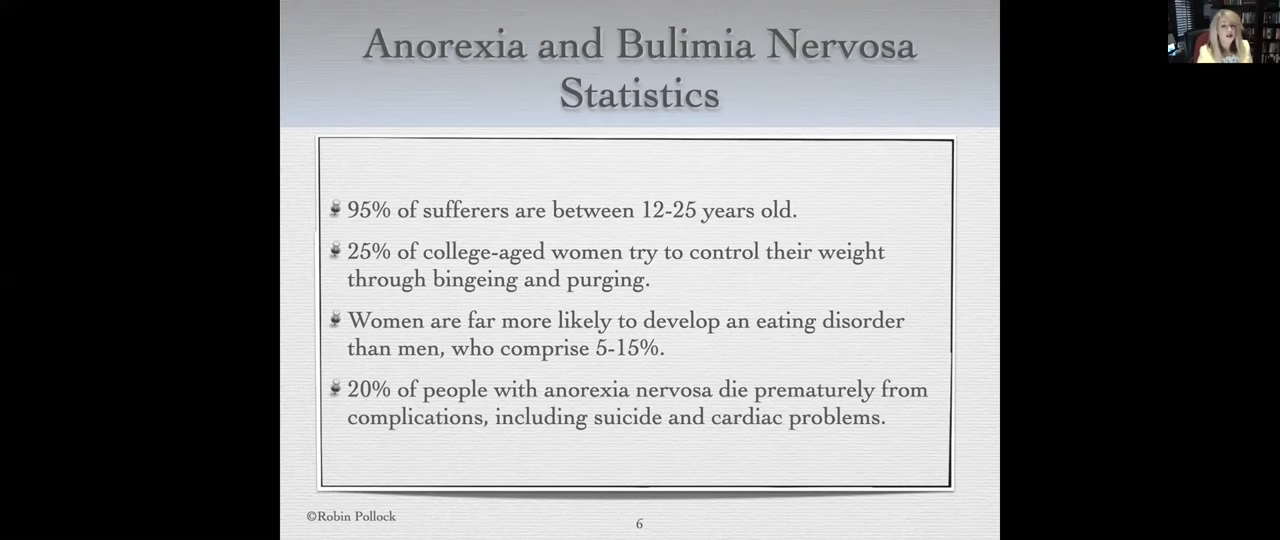 Anorexia and Bulimia Nervosa
Statistics
95% of sufferers are between 12-25 years old.
25% of college-aged women try to control their weight
through bingeing and purging.
Women are far more likely to develop an eating disorder
than men, who comprise 5-15%.
20% of people with anorexia nervosa die prematurely from
complications, including suicide and cardiac problems.
©Robin Pollock
6